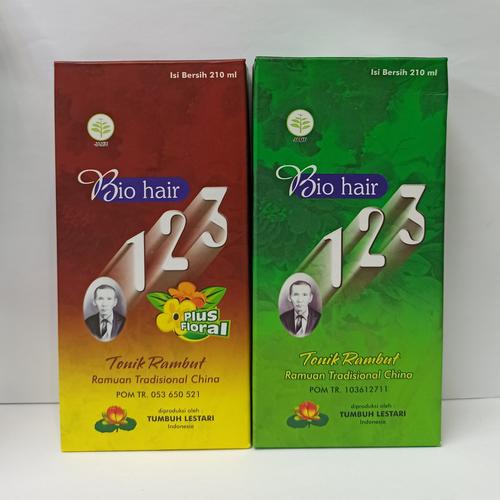 Isi Bersih 210 ml
JAMU
Bio hair
123
Plus
Floral
Tonik Rambut
Ramuan Tradisional China
POM TR. 053 650 521
diproduksi oleh :
TUMBUH LESTARI
Indonesia
Isi Bersih 210 ml
JAMU
Bio hair
123
Tonik Rambut
Ramuan Tradisional China
POM TR. 103612711
diproduksi oleh :
TUMBUH LESTARI
Indonesia